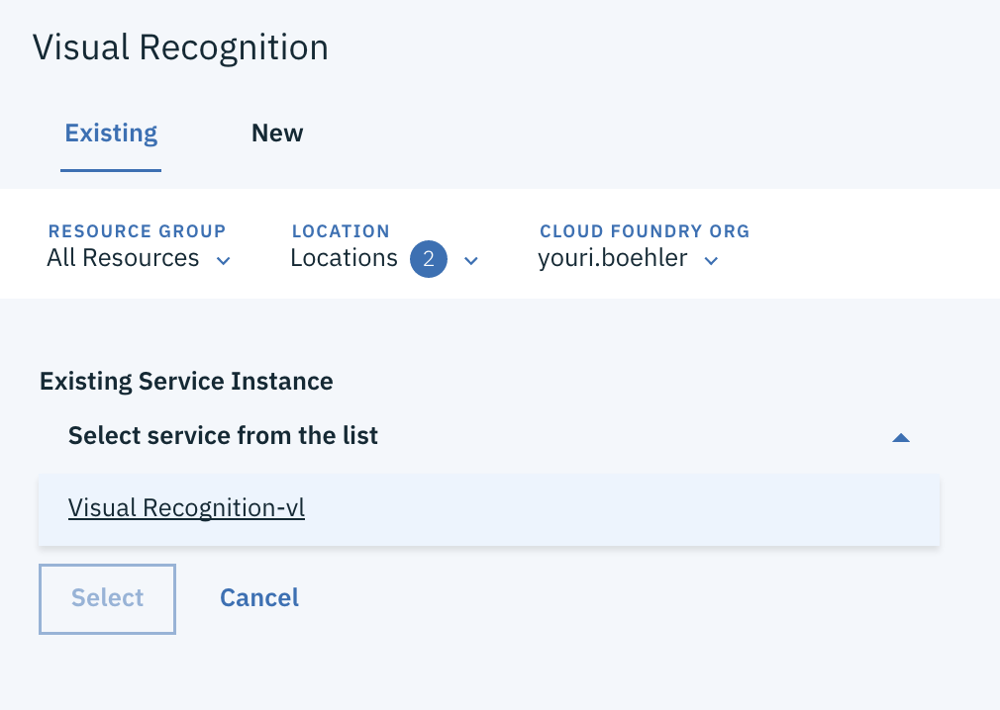 Visual Recognition
Existing New
RESOURCE GROUP LOCATION CLOUD FOUNDRY ORG
All Resources Locations 2 youri.boehler
Existing Service Instance
Select service from the list
Visual Recognition-vl
Select Cancel